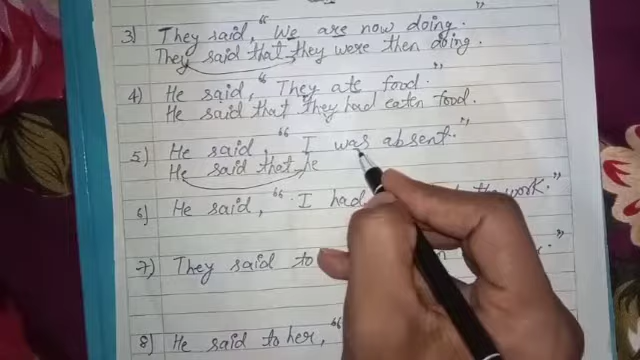 3) They said, "We are now doing."
They said that they were then doing.
4) He said, "They ate food."
He said that they had eaten food.
5) He said, "I was absent."
He said that he
6) He said, "I had the work."
7) They said to "
8) He said to her, "